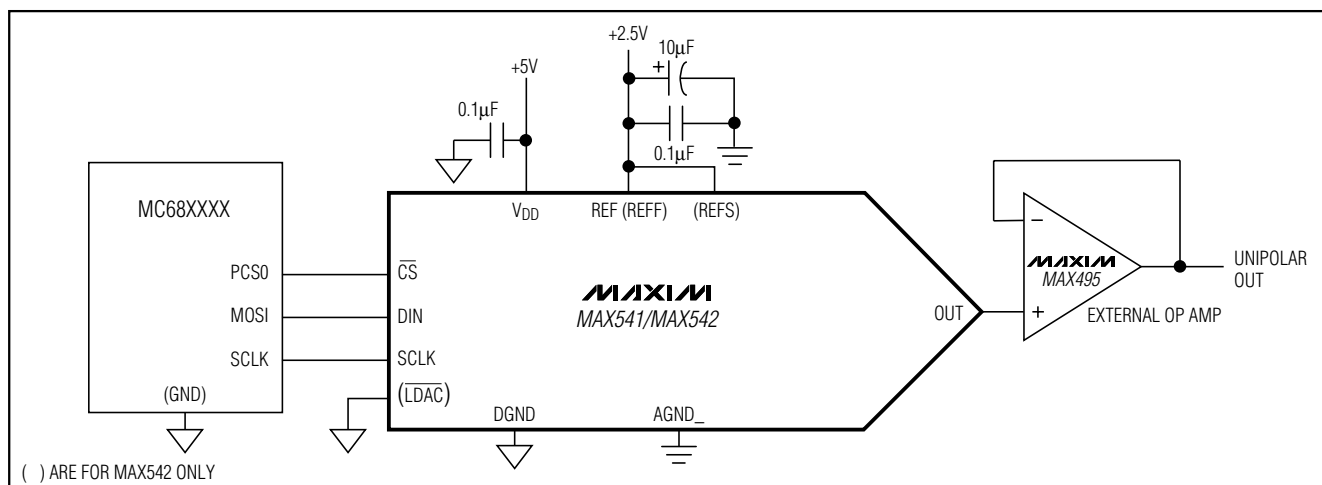 +2.5V
10µF
+
+5V
0.1µF
0.1µF
MC68XXXX
VDD
REF (REFF)
(REFS)
PCS0
MOSI
SCLK
(GND)
CS
DIN
SCLK
(LDAC)
MAXIM
MAX541/MAX542
OUT
DGND
AGND_
−
MAXIM
MAX495
+
EXTERNAL OP AMP
UNIPOLAR
OUT
( ) ARE FOR MAX542 ONLY